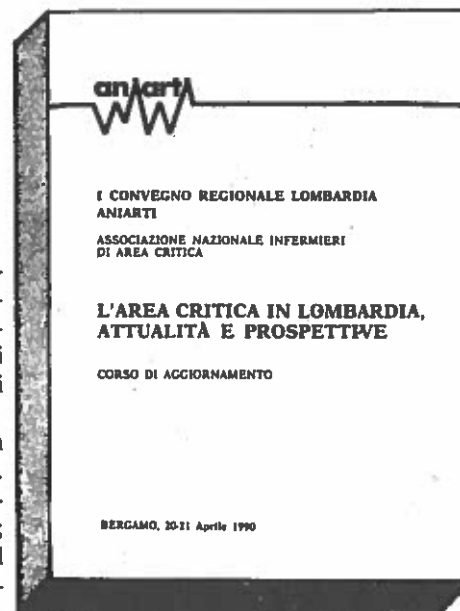 aniarti
I CONVEGNO REGIONALE LOMBARDIA
ANIARTI
ASSOCIAZIONE NAZIONALE INFERMIERI
DI AREA CRITICA
L'AREA CRITICA IN LOMBARDIA,
ATTUALITÀ E PROSPETTIVE
CORSO DI AGGIORNAMENTO
BERGAMO, 20-21 Aprile 1990